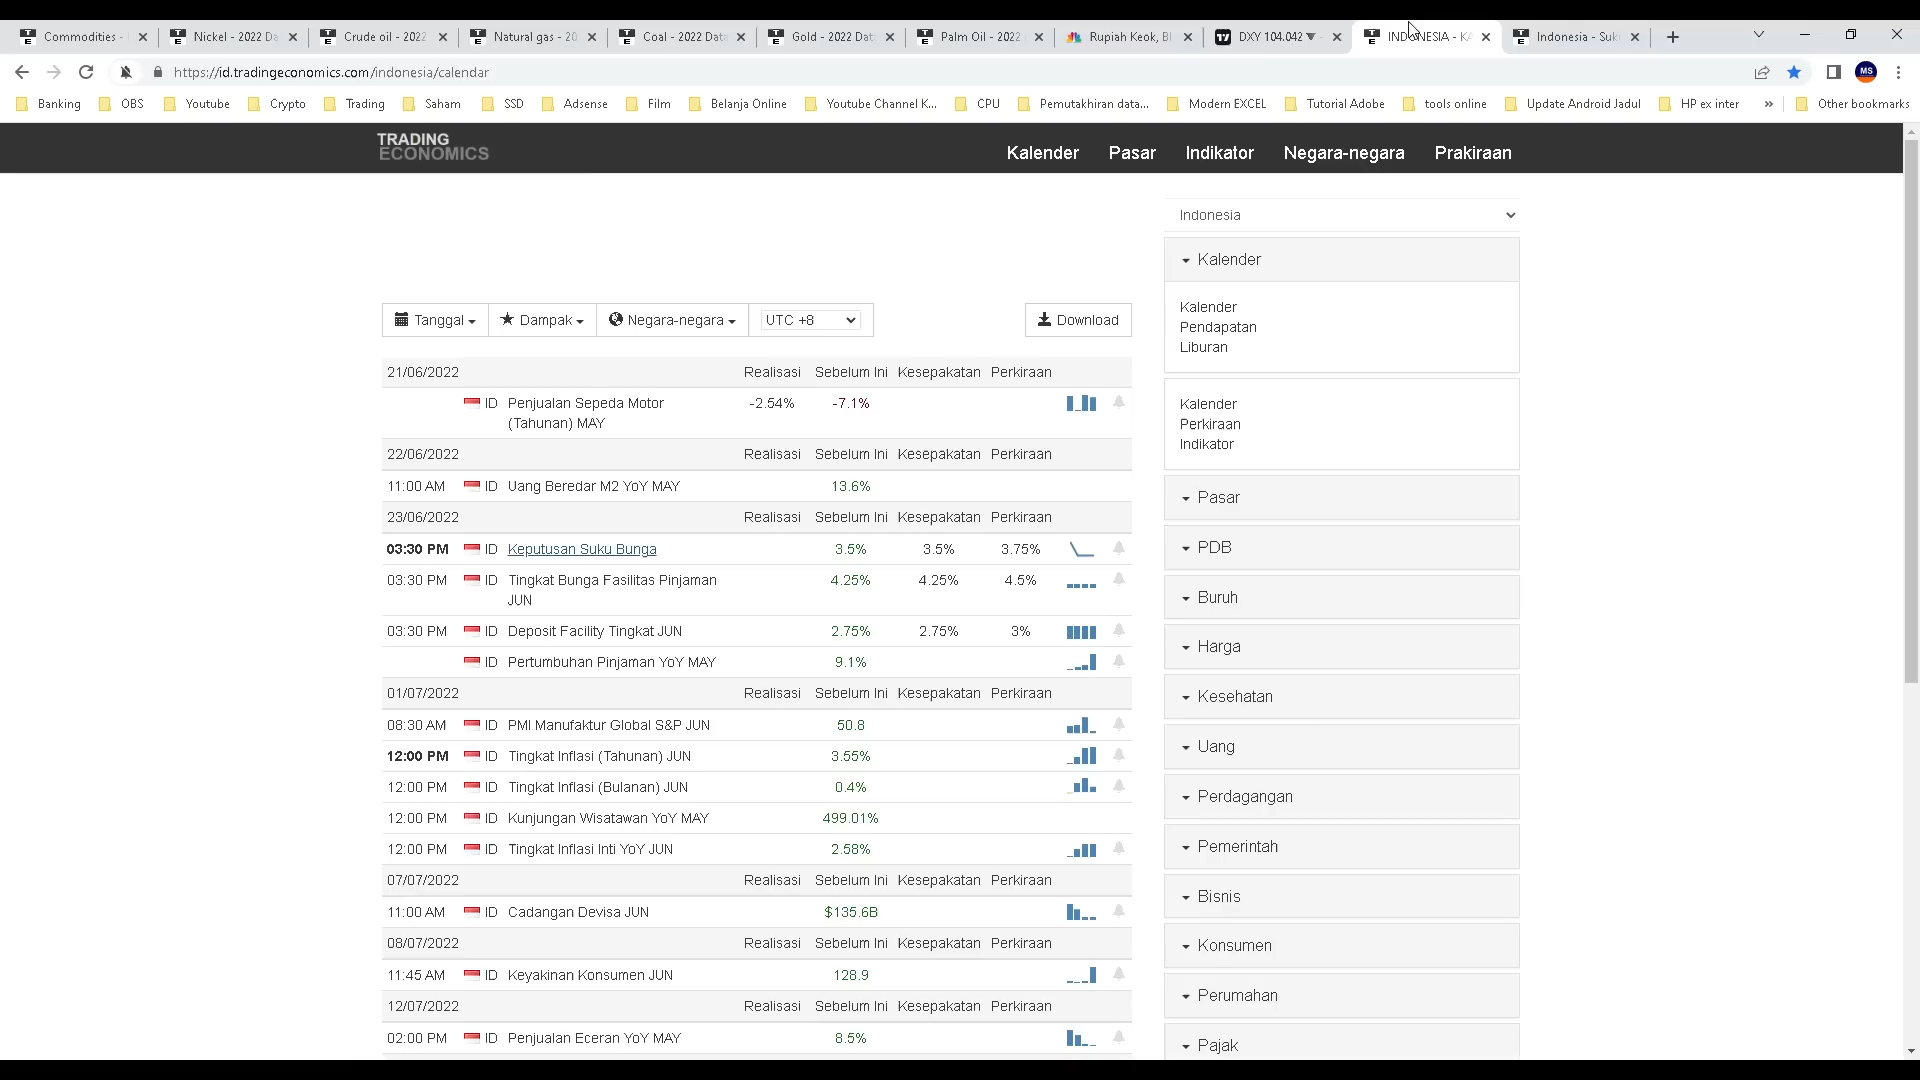 Commodities -
Nickel - 2022 Da
Crude oil - 2022
Natural gas - 20
Coal - 2022 Data
Gold - 2022 Dat
Palm Oil - 2022
Rupiah Keok, BI
DXY 104.042 ▼
INDONESIA - KA
Indonesia - Suk
https://id.tradingeconomics.com/indonesia/calendar
MS
Banking OBS Youtube Crypto Trading Saham SSD Adsense Film Belanja Online Youtube Channel K... CPU Pemutakhiran data... Modern EXCEL Tutorial Adobe tools online Update Android Jadul HP ex inter » Other bookmarks
TRADING
ECONOMICS
Kalender Pasar Indikator Negara-negara Prakiraan
Indonesia
Kalender
Kalender
Pendapatan
Liburan
Kalender
Perkiraan
Indikator
Pasar
PDB
Buruh
Harga
Kesehatan
Uang
Perdagangan
Pemerintah
Bisnis
Konsumen
Perumahan
Pajak
Tanggal Dampak Negara-negara UTC +8 Download
21/06/2022 Realisasi Sebelum Ini Kesepakatan Perkiraan
ID Penjualan Sepeda Motor -2.54% -7.1%
(Tahunan) MAY
22/06/2022 Realisasi Sebelum Ini Kesepakatan Perkiraan
11:00 AM ID Uang Beredar M2 YoY MAY 13.6%
23/06/2022 Realisasi Sebelum Ini Kesepakatan Perkiraan
03:30 PM ID Keputusan Suku Bunga 3.5% 3.5% 3.75%
03:30 PM ID Tingkat Bunga Fasilitas Pinjaman 4.25% 4.25% 4.5%
JUN
03:30 PM ID Deposit Facility Tingkat JUN 2.75% 2.75% 3%
ID Pertumbuhan Pinjaman YoY MAY 9.1%
01/07/2022 Realisasi Sebelum Ini Kesepakatan Perkiraan
08:30 AM ID PMI Manufaktur Global S&P JUN 50.8
12:00 PM ID Tingkat Inflasi (Tahunan) JUN 3.55%
12:00 PM ID Tingkat Inflasi (Bulanan) JUN 0.4%
12:00 PM ID Kunjungan Wisatawan YoY MAY 499.01%
12:00 PM ID Tingkat Inflasi Inti YoY JUN 2.58%
07/07/2022 Realisasi Sebelum Ini Kesepakatan Perkiraan
11:00 AM ID Cadangan Devisa JUN $135.6B
08/07/2022 Realisasi Sebelum Ini Kesepakatan Perkiraan
11:45 AM ID Keyakinan Konsumen JUN 128.9
12/07/2022 Realisasi Sebelum Ini Kesepakatan Perkiraan
02:00 PM ID Penjualan Eceran YoY MAY 8.5%